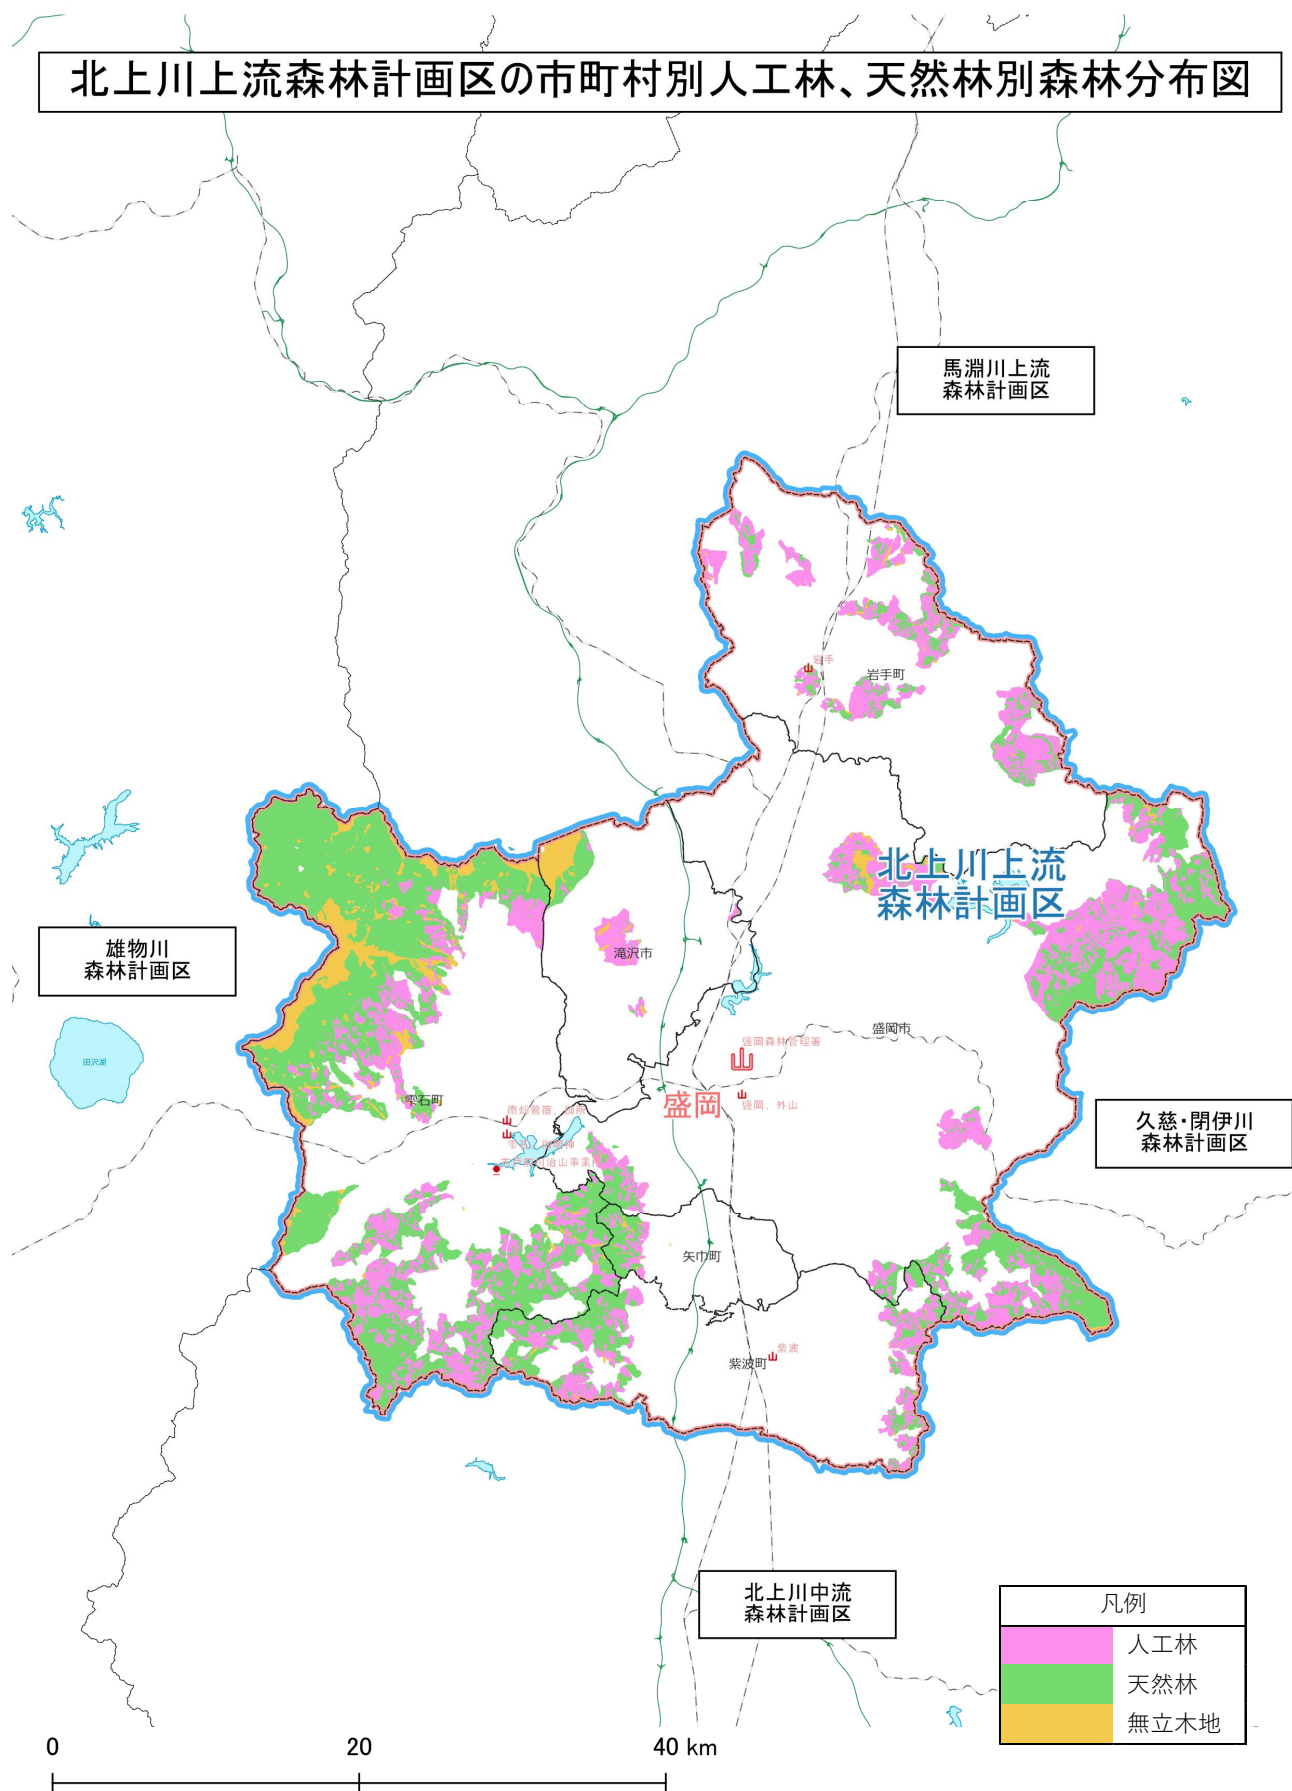 北上川上流森林計画区の市町村別人工林、天然林別森林分布図
馬淵川上流
森林計画区
岩手
岩手町
北上川上流
森林計画区
雄物川
森林計画区
滝沢市
田沢湖
盛岡市
盛岡森林管理署
盛岡
盛岡、外山
雫石町
久慈・閉伊川
森林計画区
矢巾町
紫波町
紫波
北上川中流
森林計画区
凡例
人工林
天然林
無立木地
0 20 40 km